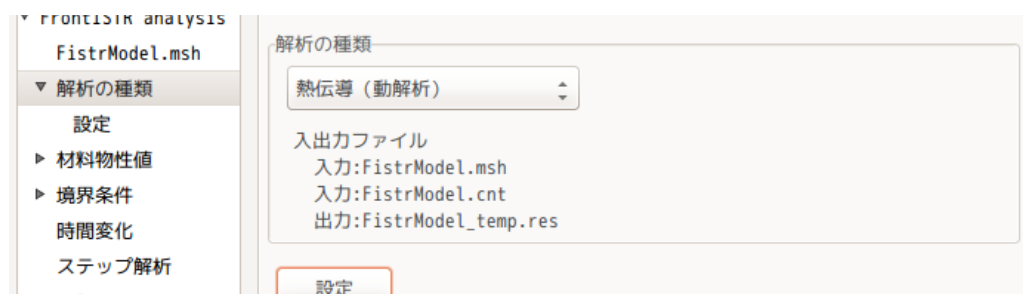 FrontISTR analysis
FistrModel.msh
解析の種類
設定
材料物性値
境界条件
時間変化
ステップ解析
解析の種類
熱伝導（動解析）
入出力ファイル
入力:FistrModel.msh
入力:FistrModel.cnt
出力:FistrModel_temp.res
設定